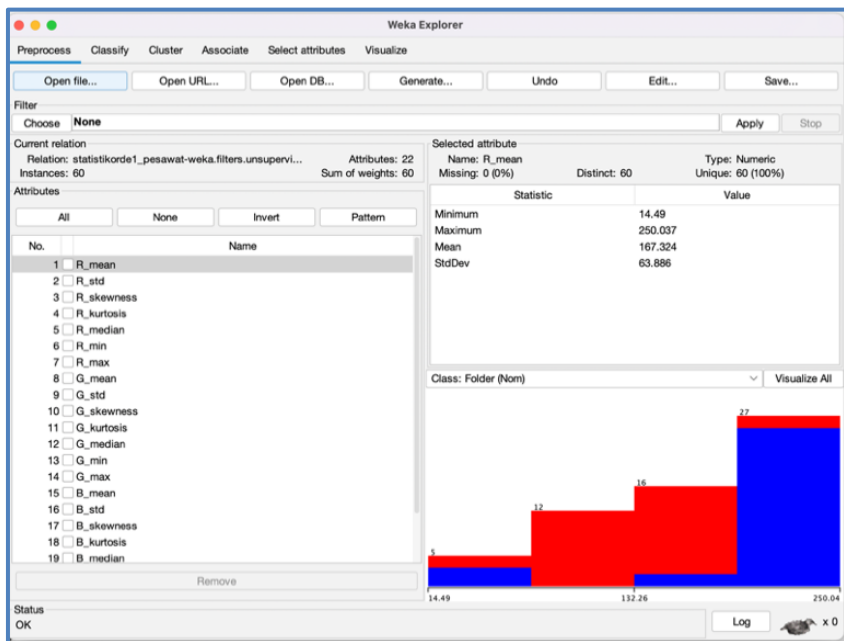 Weka Explorer
Preprocess Classify Cluster Associate Select attributes Visualize
Open file... Open URL... Open DB... Generate... Undo Edit... Save...
Filter
Choose None Apply Stop
Current relation
Relation: statistikorde1_pesawat-weka.filters.unsupervi... Attributes: 22
Instances: 60 Sum of weights: 60
Attributes
All None Invert Pattern
No. Name
1 R_mean
2 R_std
3 R_skewness
4 R_kurtosis
5 R_median
6 R_min
7 R_max
8 G_mean
9 G_std
10 G_skewness
11 G_kurtosis
12 G_median
13 G_min
14 G_max
15 B_mean
16 B_std
17 B_skewness
18 B_kurtosis
19 B_median
Remove
Selected attribute
Name: R_mean Type: Numeric
Missing: 0 (0%) Distinct: 60 Unique: 60 (100%)
Statistic Value
Minimum 14.49
Maximum 250.037
Mean 167.324
StdDev 63.886
Class: Folder (Nom) Visualize All
5 12 16 27
14.49 132.26 250.04
Status
OK Log x 0